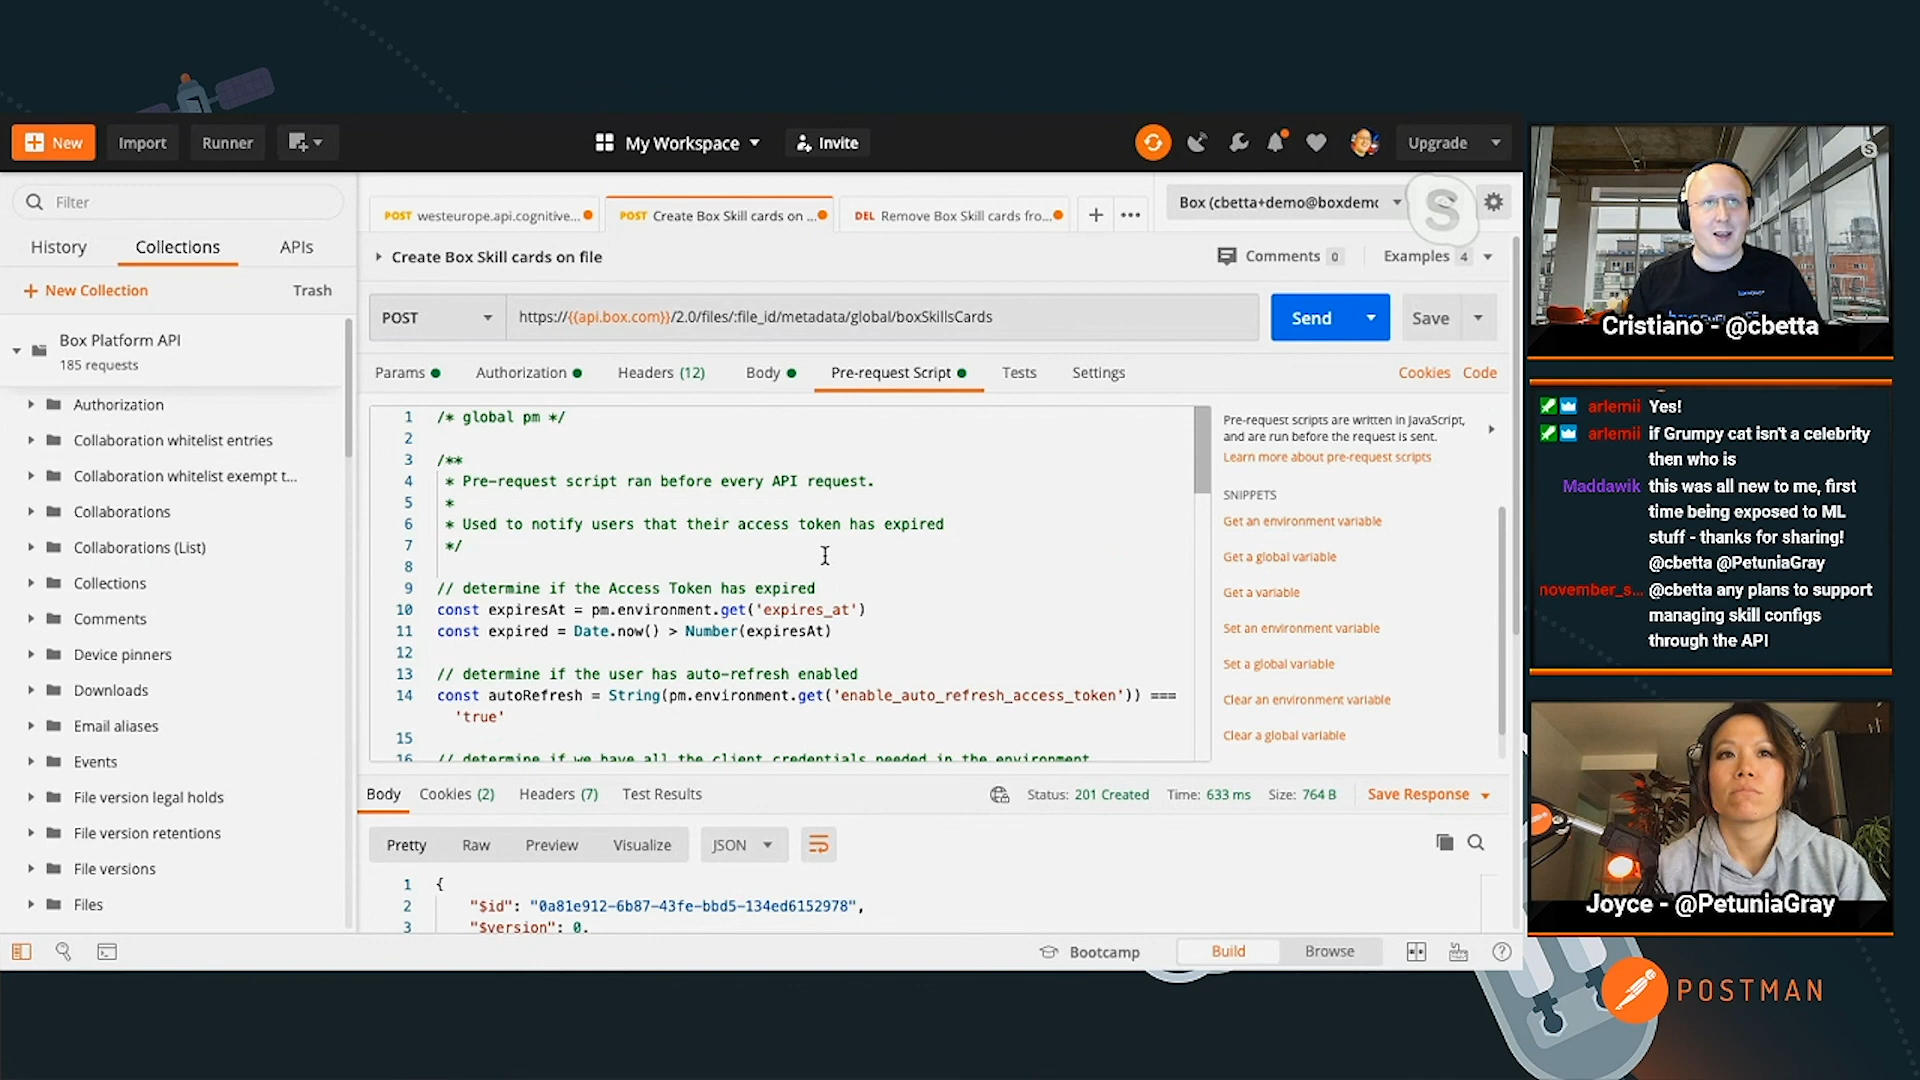 New
Import
Runner
My Workspace
Invite
Upgrade
Filter
History
Collections
APIs
New Collection
Trash
Box Platform API
185 requests
Authorization
Collaboration whitelist entries
Collaboration whitelist exempt t...
Collaborations
Collaborations (List)
Collections
Comments
Device pinners
Downloads
Email aliases
Events
File version legal holds
File version retentions
File versions
Files
POST westeurope.api.cognitive...
POST Create Box Skill cards on ...
DEL Remove Box Skill cards fro...
Box (cbetta+demo@boxdemo
Create Box Skill cards on file
Comments 0
Examples 4
POST
https://{{api.box.com}}/2.0/files/:file_id/metadata/global/boxSkillsCards
Send
Save
Params
Authorization
Headers (12)
Body
Pre-request Script
Tests
Settings
Cookies
Code
1 /* global pm */
2
3 /**
4 * Pre-request script ran before every API request.
5 *
6 * Used to notify users that their access token has expired
7 */
8
9 // determine if the Access Token has expired
10 const expiresAt = pm.environment.get('expires_at')
11 const expired = Date.now() > Number(expiresAt)
12
13 // determine if the user has auto-refresh enabled
14 const autoRefresh = String(pm.environment.get('enable_auto_refresh_access_token')) ===
'true'
15
16 // determine if we have all the client credentials needed in the environment
Pre-request scripts are written in JavaScript,
and are run before the request is sent.
Learn more about pre-request scripts
SNIPPETS
Get an environment variable
Get a global variable
Get a variable
Set an environment variable
Set a global variable
Clear an environment variable
Clear a global variable
Body
Cookies (2)
Headers (7)
Test Results
Status: 201 Created
Time: 633 ms
Size: 764 B
Save Response
Pretty
Raw
Preview
Visualize
JSON
1 {
2 "$id": "0a81e912-6b87-43fe-bbd5-134ed6152978",
3 "$version": 0,
Bootcamp
Build
Browse
Cristiano - @cbetta
arlemii Yes!
arlemii if Grumpy cat isn't a celebrity
then who is
Maddawik this was all new to me, first
time being exposed to ML
stuff - thanks for sharing!
@cbetta @PetuniaGray
november_s... @cbetta any plans to support
managing skill configs
through the API
Joyce - @PetuniaGray
POSTMAN